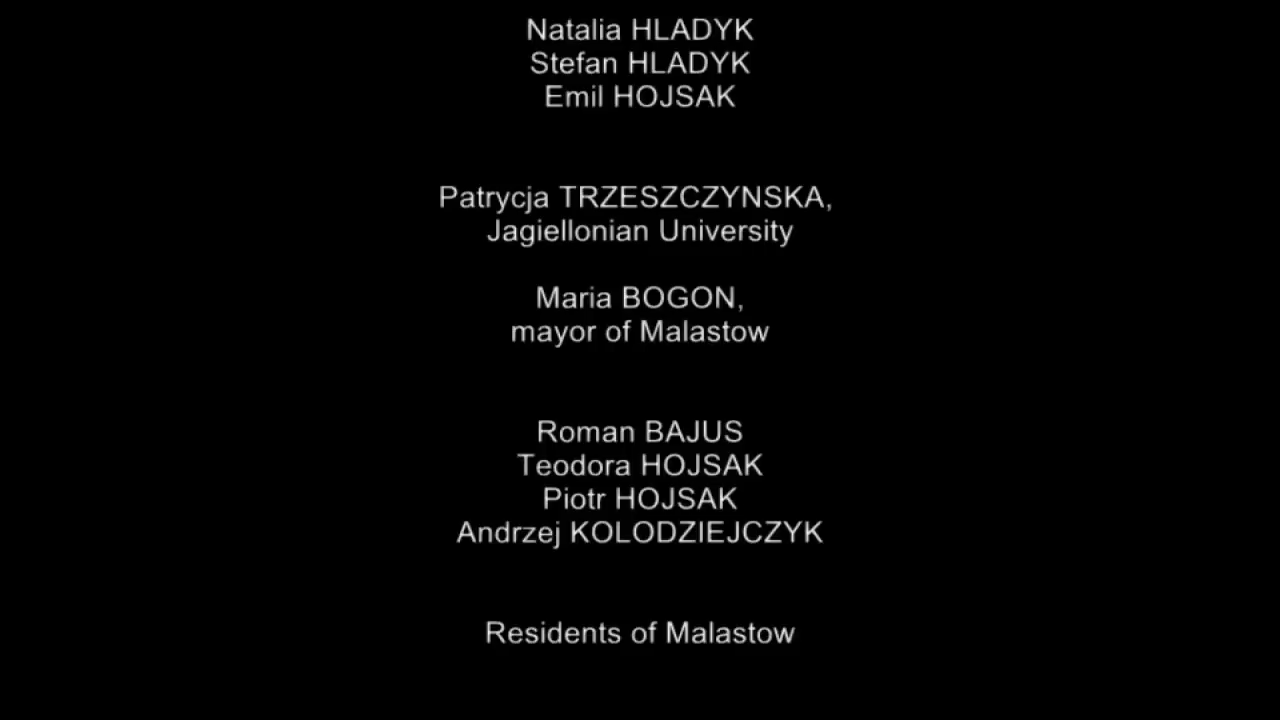 Natalia HLADYK
Stefan HLADYK
Emil HOJSAK
Patrycja TRZESZCZYNSKA,
Jagiellonian University
Maria BOGON,
mayor of Malastow
Roman BAJUS
Teodora HOJSAK
Piotr HOJSAK
Andrzej KOLODZIEJCZYK
Residents of Malastow